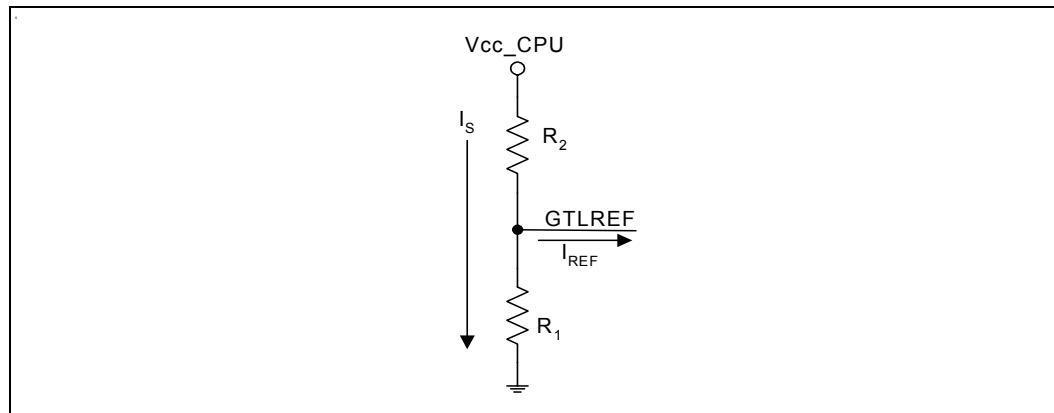 Vcc_CPU
I_S
R_2
GTLREF
I_REF
R_1